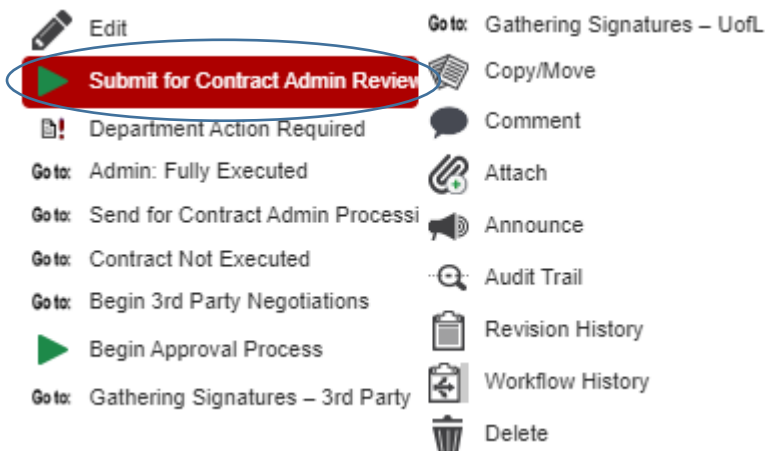 Edit
Submit for Contract Admin Review
Department Action Required
Go to: Admin: Fully Executed
Go to: Send for Contract Admin Processi
Go to: Contract Not Executed
Go to: Begin 3rd Party Negotiations
Begin Approval Process
Go to: Gathering Signatures – 3rd Party
Go to: Gathering Signatures – UofL
Copy/Move
Comment
Attach
Announce
Audit Trail
Revision History
Workflow History
Delete